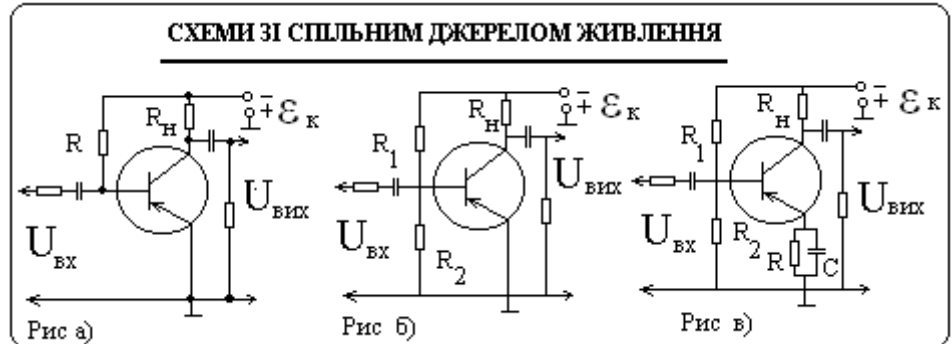 СХЕМИ ЗІ СПІЛЬНИМ ДЖЕРЕЛОМ ЖИВЛЕННЯ
R
Rн
− + Ɛк
Uвх
Uвих
Рис а)
R1
Rн
− + Ɛк
Uвх
R2
Uвих
Рис б)
R1
Rн
− + Ɛк
Uвх
R2
R
C
Uвих
Рис в)